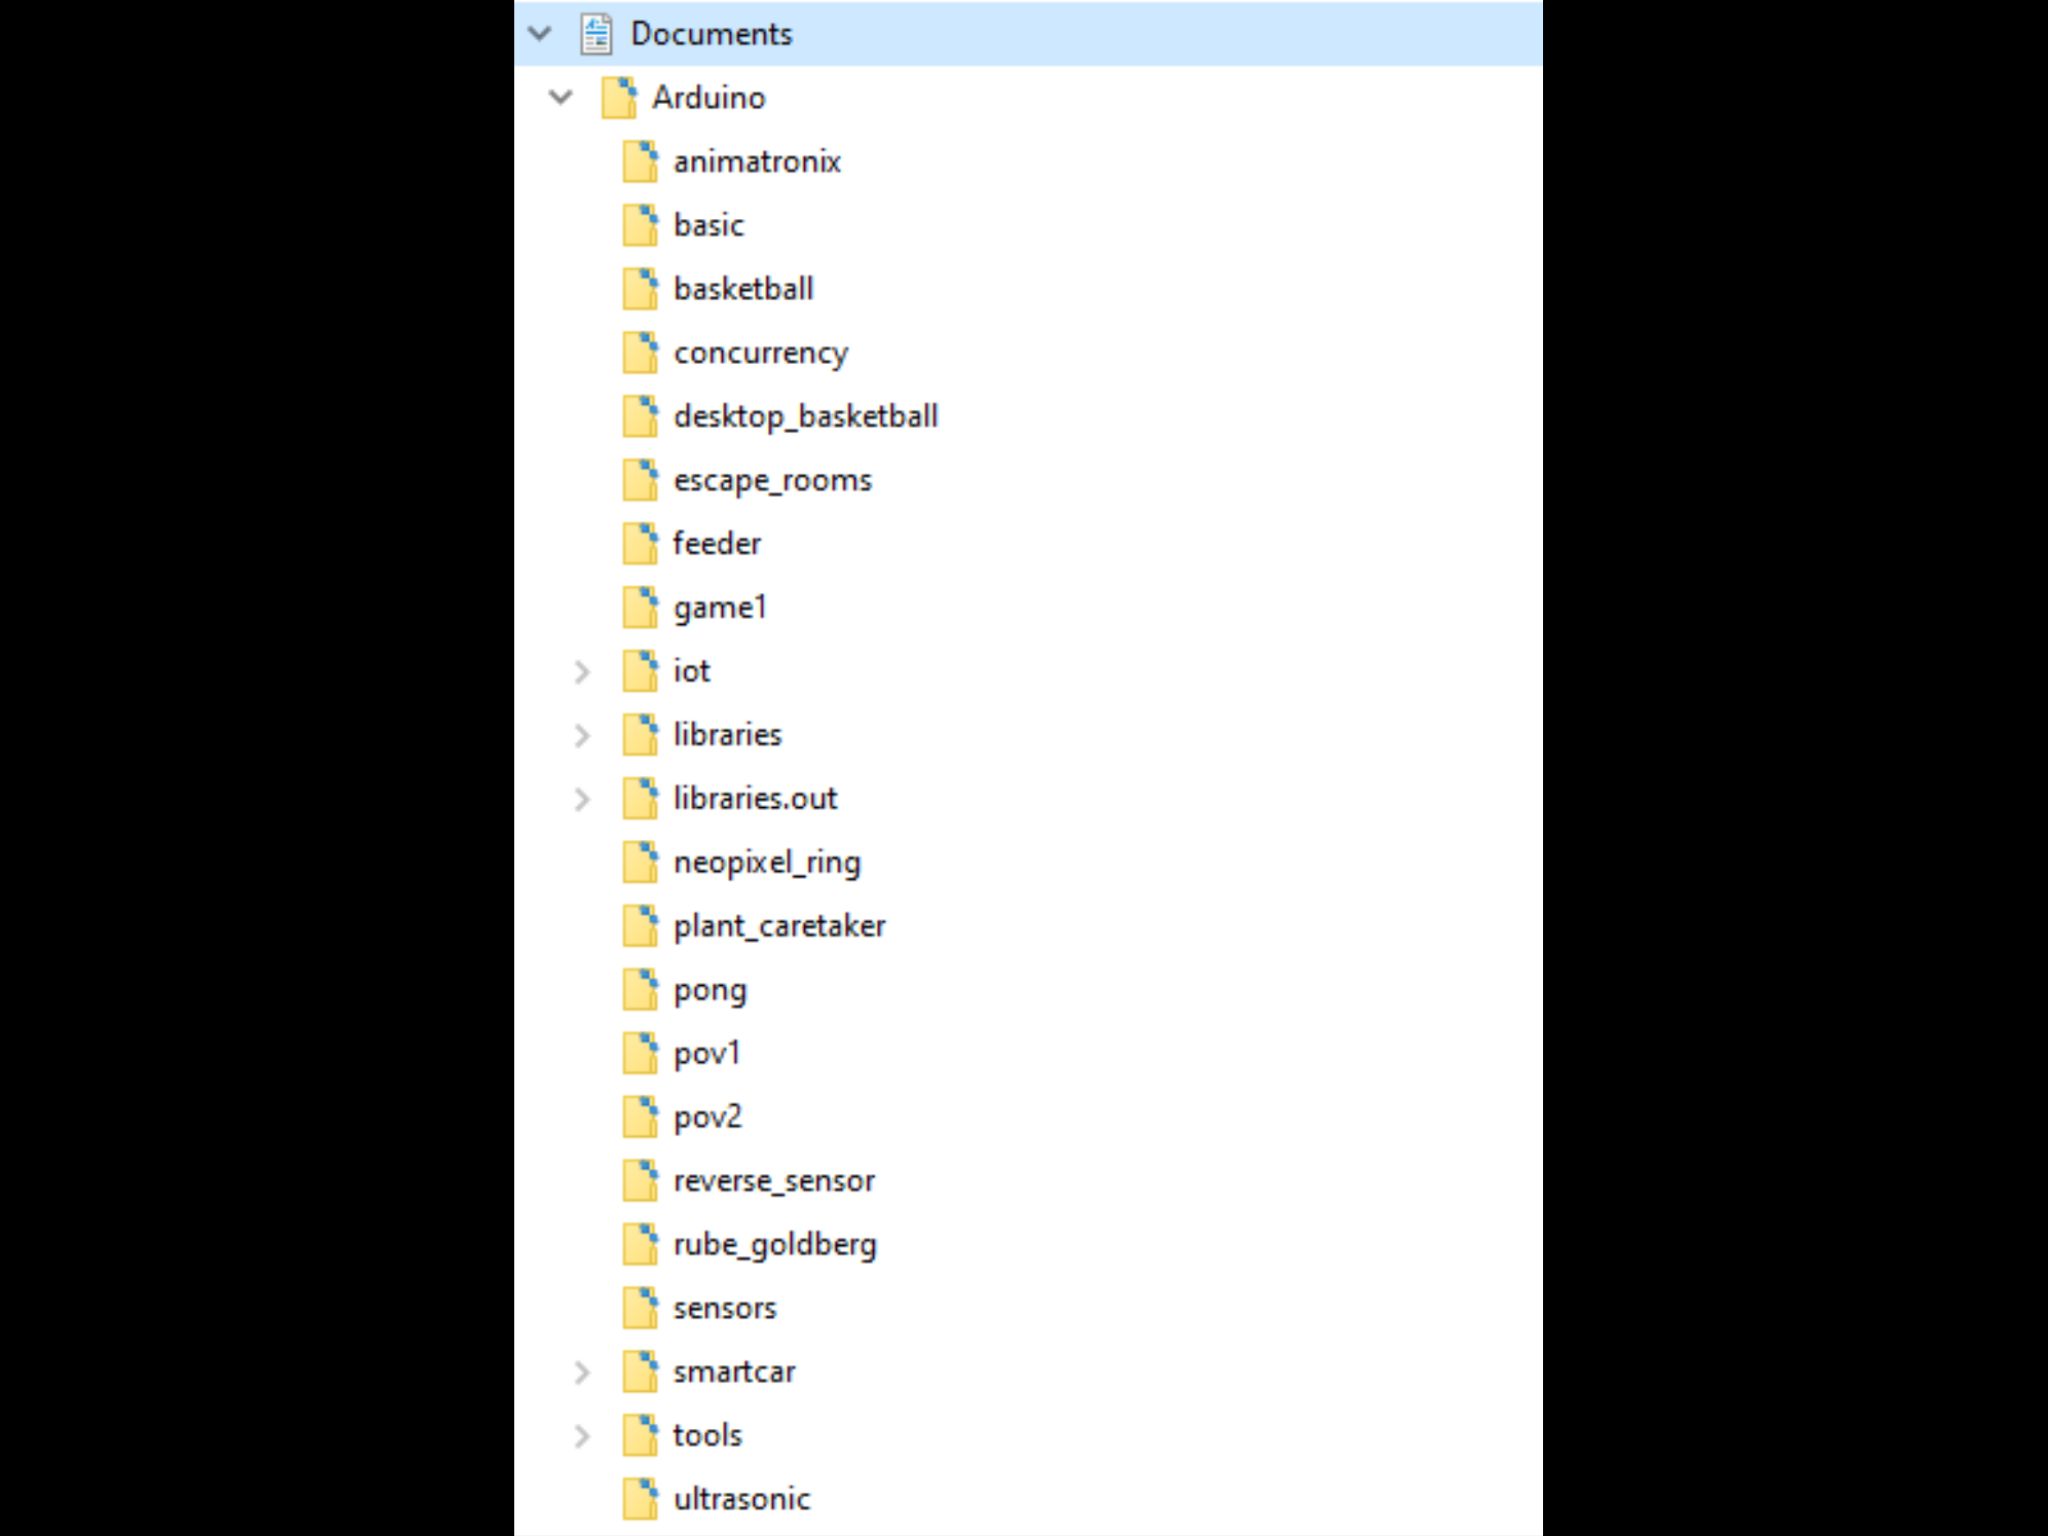 Documents
Arduino
animatronix
basic
basketball
concurrency
desktop_basketball
escape_rooms
feeder
game1
iot
libraries
libraries.out
neopixel_ring
plant_caretaker
pong
pov1
pov2
reverse_sensor
rube_goldberg
sensors
smartcar
tools
ultrasonic